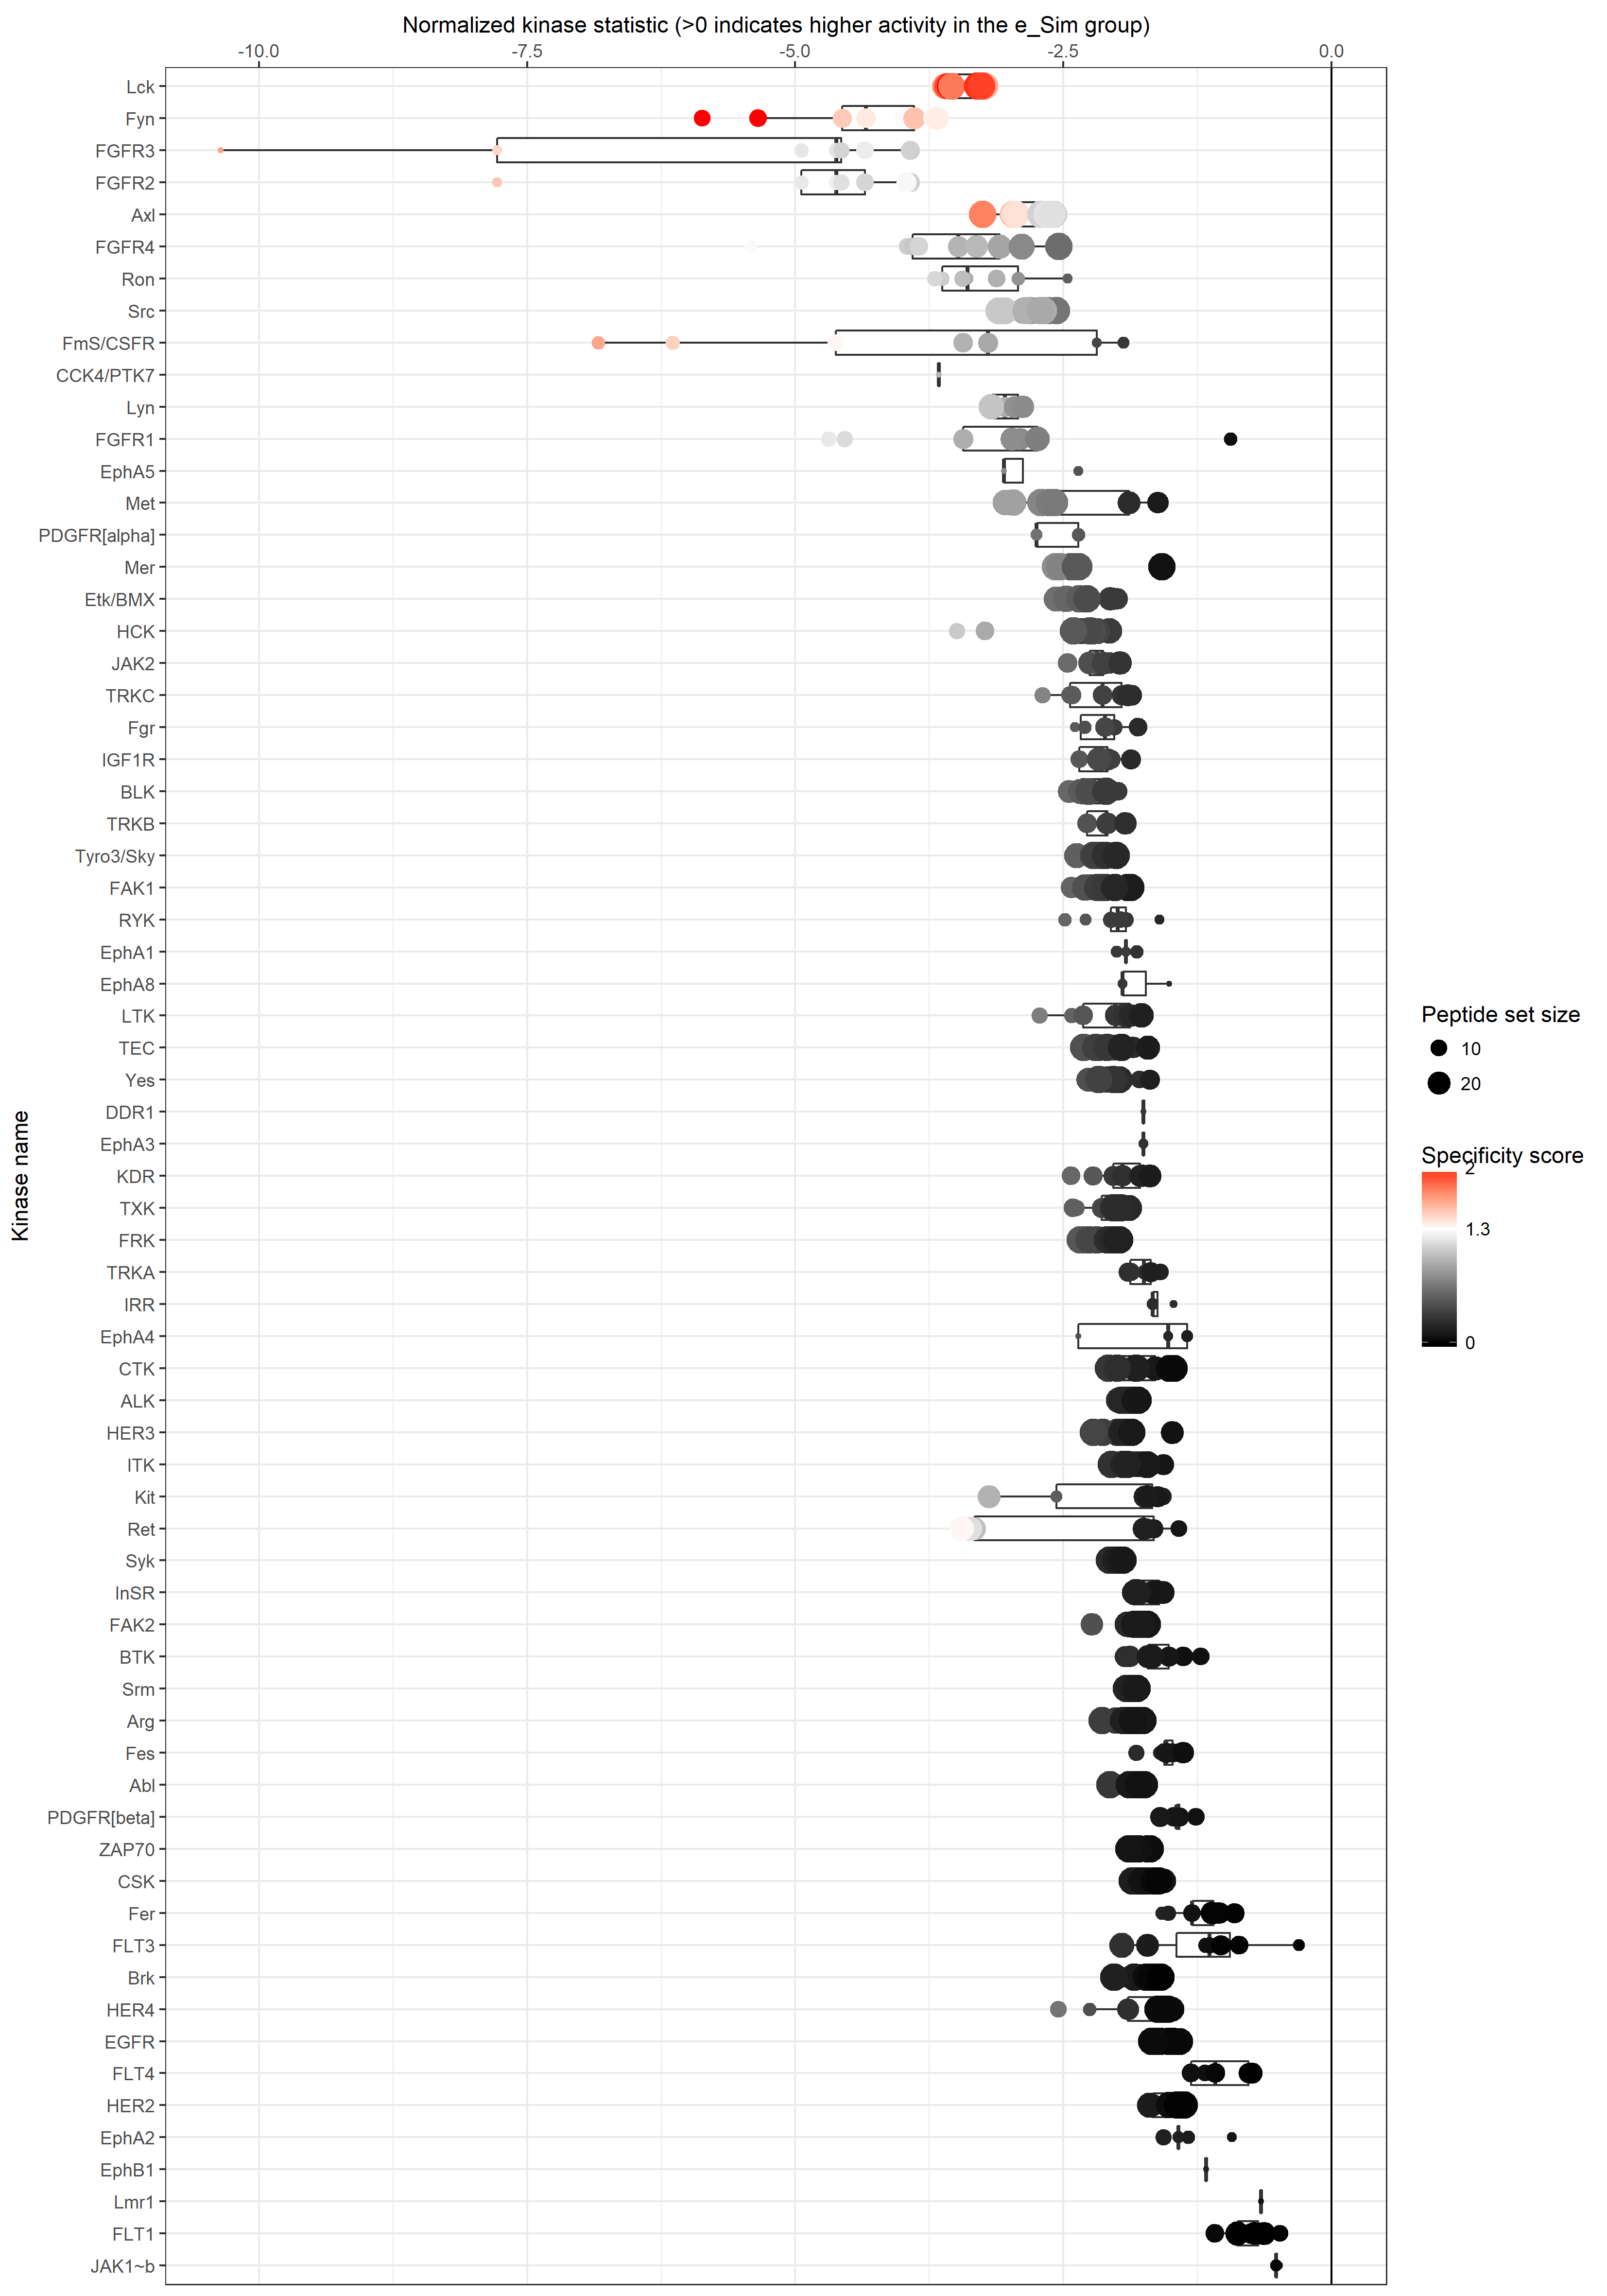 Normalized kinase statistic (>0 indicates higher activity in the e_Sim group)
-10.0 -7.5 -5.0 -2.5 0.0
Lck
Fyn
FGFR3
FGFR2
Axl
FGFR4
Ron
Src
FmS/CSFR
CCK4/PTK7
Lyn
FGFR1
EphA5
Met
PDGFR[alpha]
Mer
Etk/BMX
HCK
JAK2
TRKC
Fgr
IGF1R
BLK
TRKB
Tyro3/Sky
FAK1
RYK
EphA1
EphA8
LTK
TEC
Yes
DDR1
EphA3
KDR
TXK
FRK
TRKA
IRR
EphA4
CTK
ALK
HER3
ITK
Kit
Ret
Syk
InSR
FAK2
BTK
Srm
Arg
Fes
Abl
PDGFR[beta]
ZAP70
CSK
Fer
FLT3
Brk
HER4
EGFR
FLT4
HER2
EphA2
EphB1
Lmr1
FLT1
JAK1~b
Kinase name
Peptide set size
10
20
Specificity score
2
1.3
0